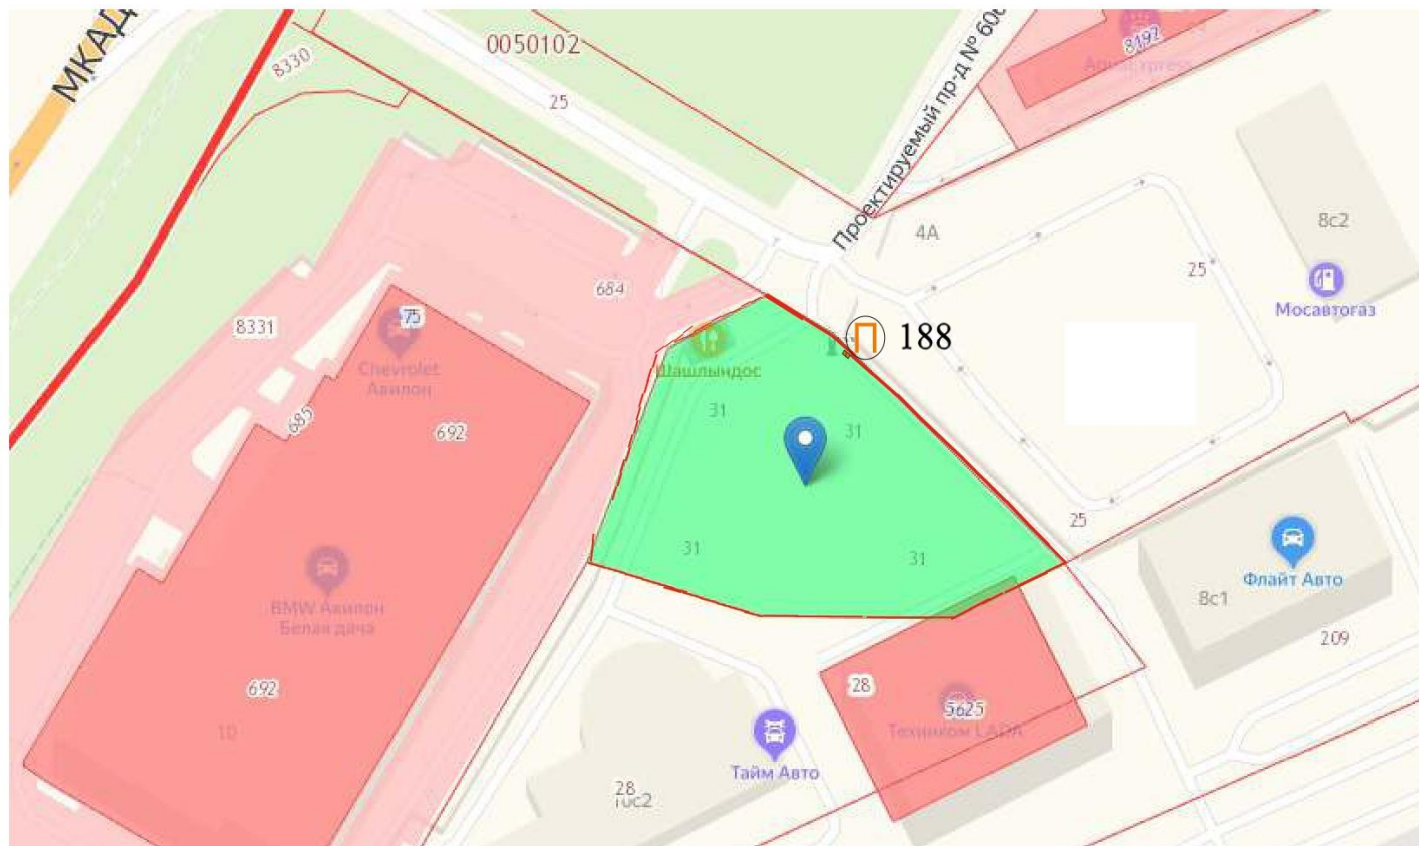 МКАД
8330
0050102
25
Проектируемый пр-д №
8192
AquaExpress
4А
8с2
25
Мосавтогаз
684
8331
75
Chevrolet
Авилон
685
692
Шашлындос
188
31
31
31
31
25
Флайт Авто
8с1
209
BMW Авилон
Белая дача
692
10
28
5625
Техинком LADA
Тайм Авто
28
10с2